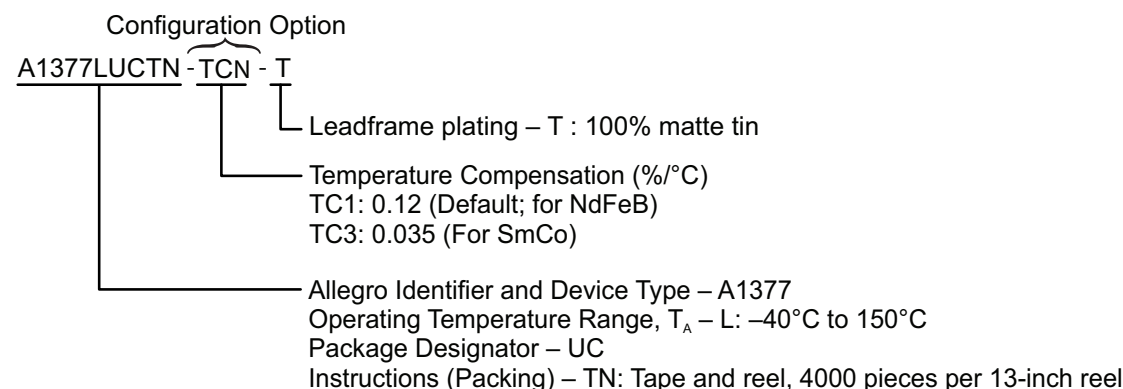 Configuration Option
A1377LUCTN - TCN - T
Leadframe plating – T : 100% matte tin
Temperature Compensation (%/°C)
TC1: 0.12 (Default; for NdFeB)
TC3: 0.035 (For SmCo)
Allegro Identifier and Device Type – A1377
Operating Temperature Range, TA – L: –40°C to 150°C
Package Designator – UC
Instructions (Packing) – TN: Tape and reel, 4000 pieces per 13-inch reel